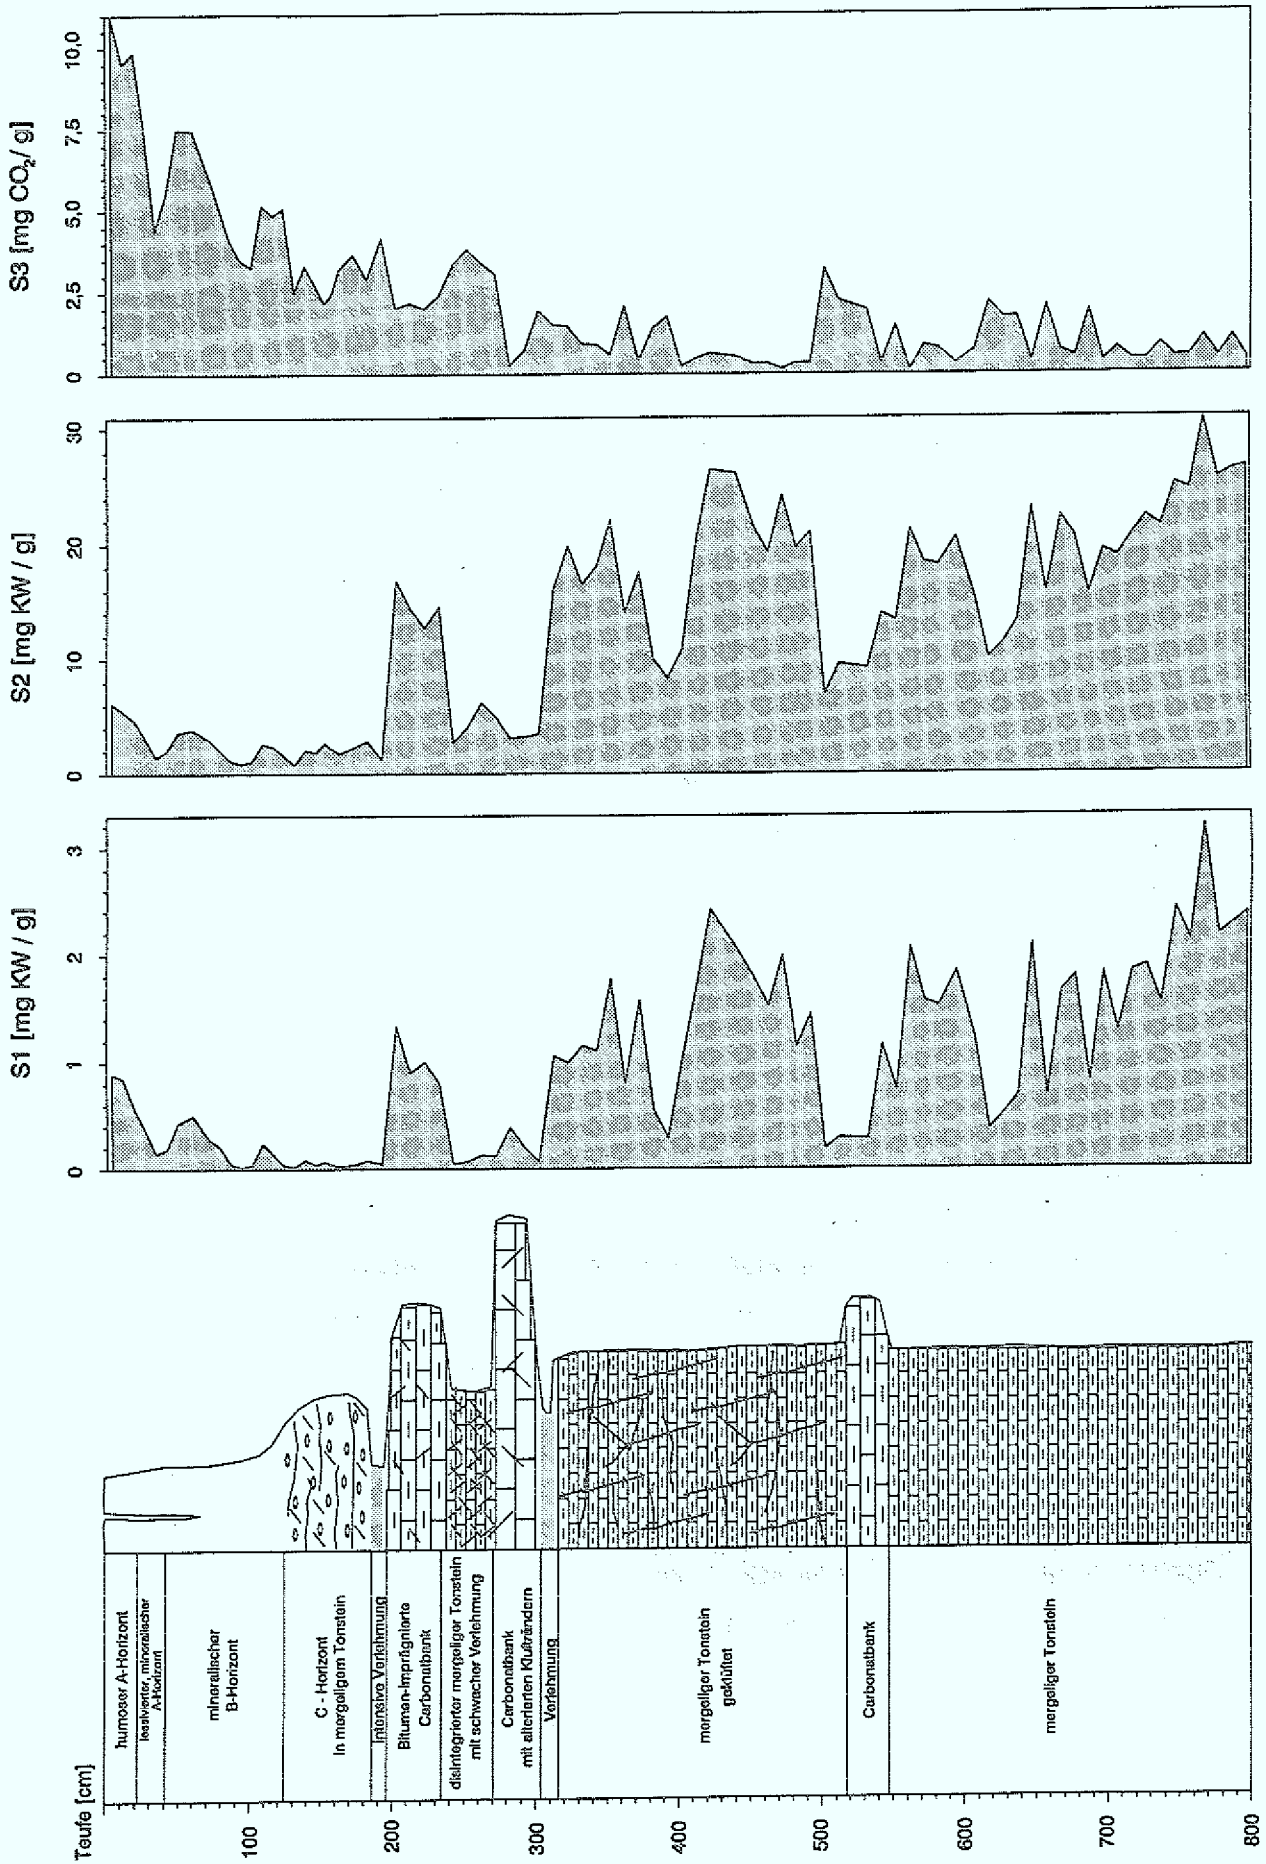 S3 [mg CO₂/ g]
10,0
7,5
5,0
2,5
0
S2 [mg KW / g]
30
20
10
0
S1 [mg KW / g]
3
2
1
0
Teufe [cm]
humoser A-Horizont
lessivierter, mineralischer
A-Horizont
mineralischer
B-Horizont
C - Horizont
in mergeligem Tonstein
Intensive Verlehmung
Bitumen-Imprägnierte
Carbonatbank
disintegrierter mergeliger Tonstein
mit schwacher Verlehmung
Carbonatbank
mit alterierten Klufträndern
Verlehmung
mergeliger Tonstein
geklüftet
Carbonatbank
mergeliger Tonstein
100
200
300
400
500
600
700
800